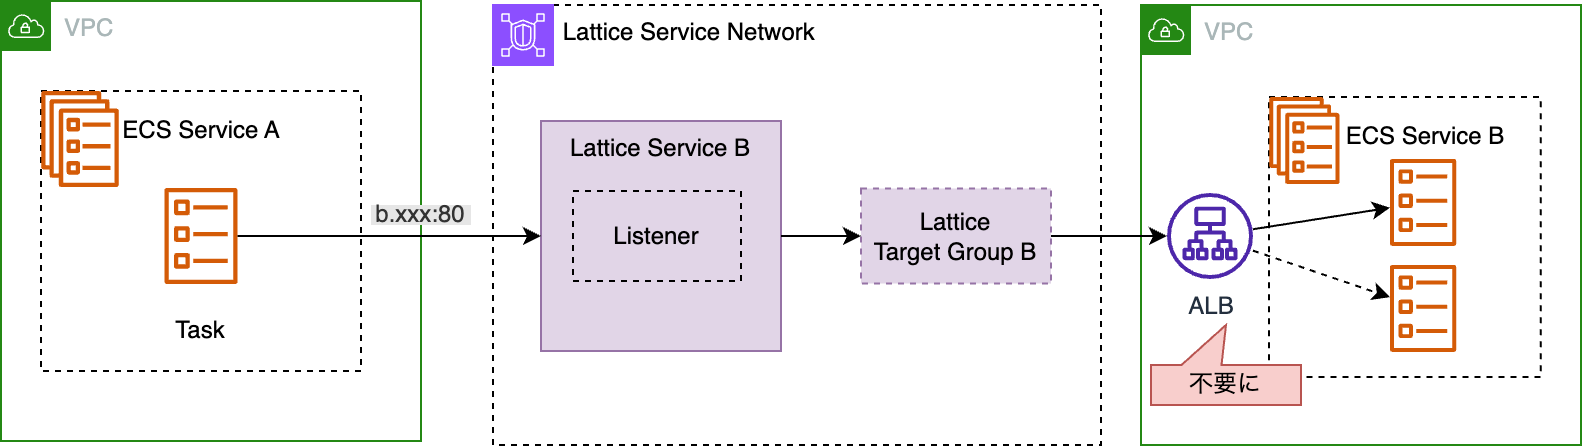 VPC
ECS Service A
Task
b.xxx:80
Lattice Service Network
Lattice Service B
Listener
Lattice
Target Group B
VPC
ECS Service B
ALB
不要に